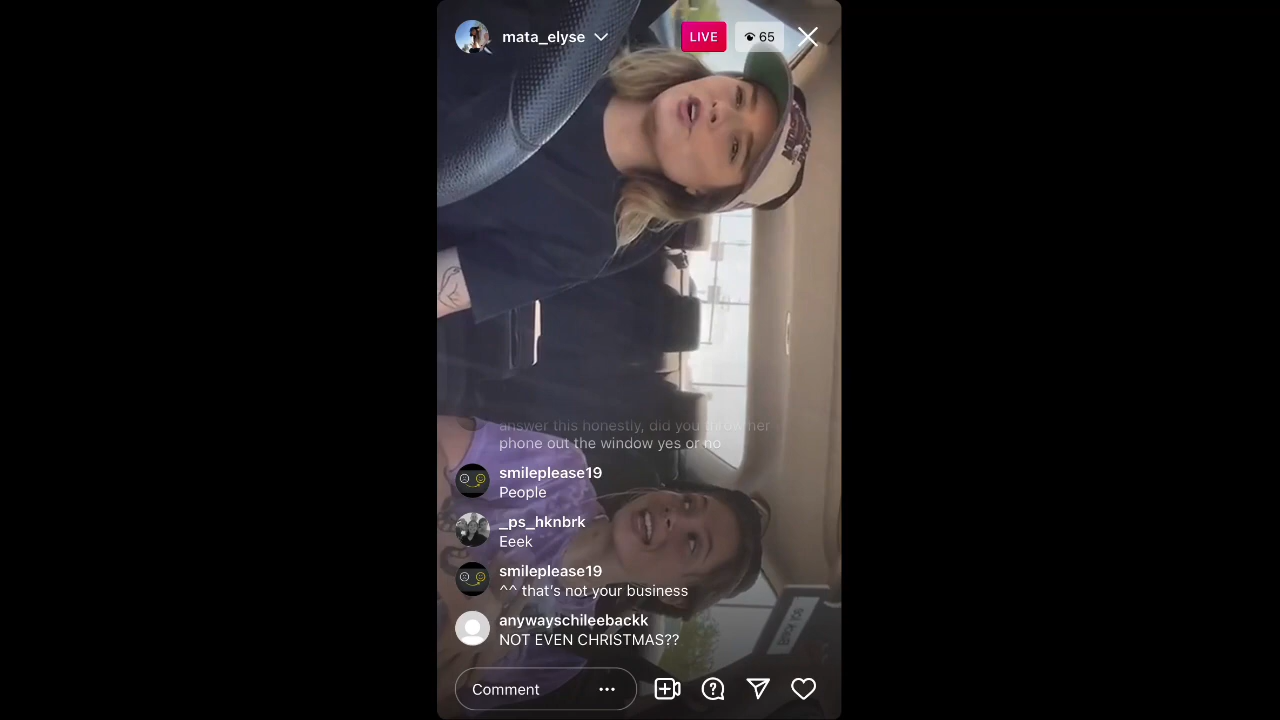 mata_elyse
LIVE
65
answer this honestly, did you throw her
phone out the window yes or no
smileplease19
People
_ps_hknbrk
Eeek
smileplease19
^^ that's not your business
anywayschileebackk
NOT EVEN CHRISTMAS??
Comment